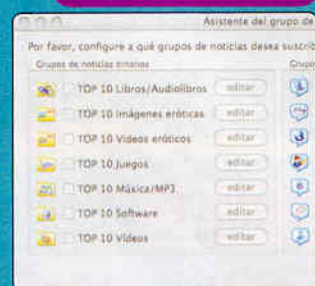 Asistente del grupo de
Por favor, configure a qué grupos de noticias desea suscrib
Grupos de noticias binarios
Grupo
TOP 10 Libros/Audiolibros editar
TOP 10 Imágenes eróticas editar
TOP 10 Videos eróticos editar
TOP 10 Juegos editar
TOP 10 Música/MP3 editar
TOP 10 Software editar
TOP 10 Videos editar